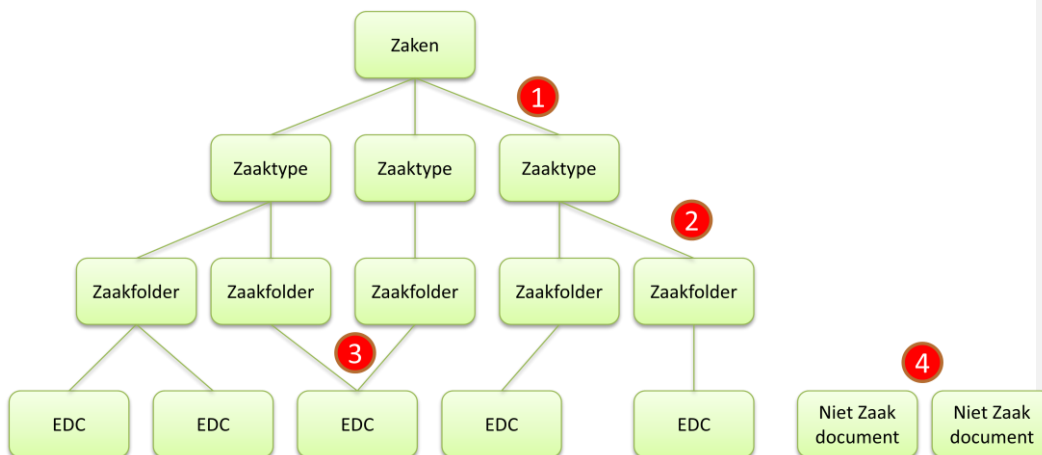 Zaken
1
Zaaktype
Zaaktype
Zaaktype
2
Zaakfolder
Zaakfolder
Zaakfolder
Zaakfolder
Zaakfolder
3
4
EDC
EDC
EDC
EDC
EDC
Niet Zaak
document
Niet Zaak
document